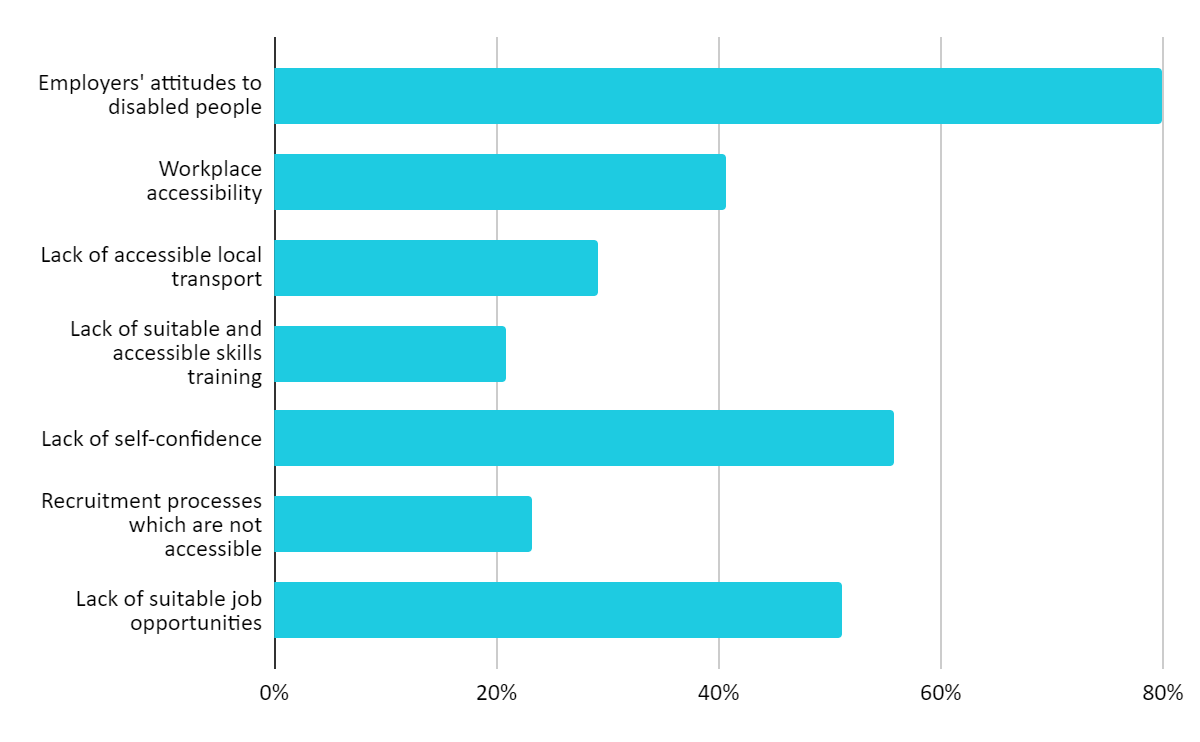 Employers' attitudes to
disabled people
Workplace
accessibility
Lack of accessible local
transport
Lack of suitable and
accessible skills
training
Lack of self-confidence
Recruitment processes
which are not
accessible
Lack of suitable job
opportunities
0% 20% 40% 60% 80%